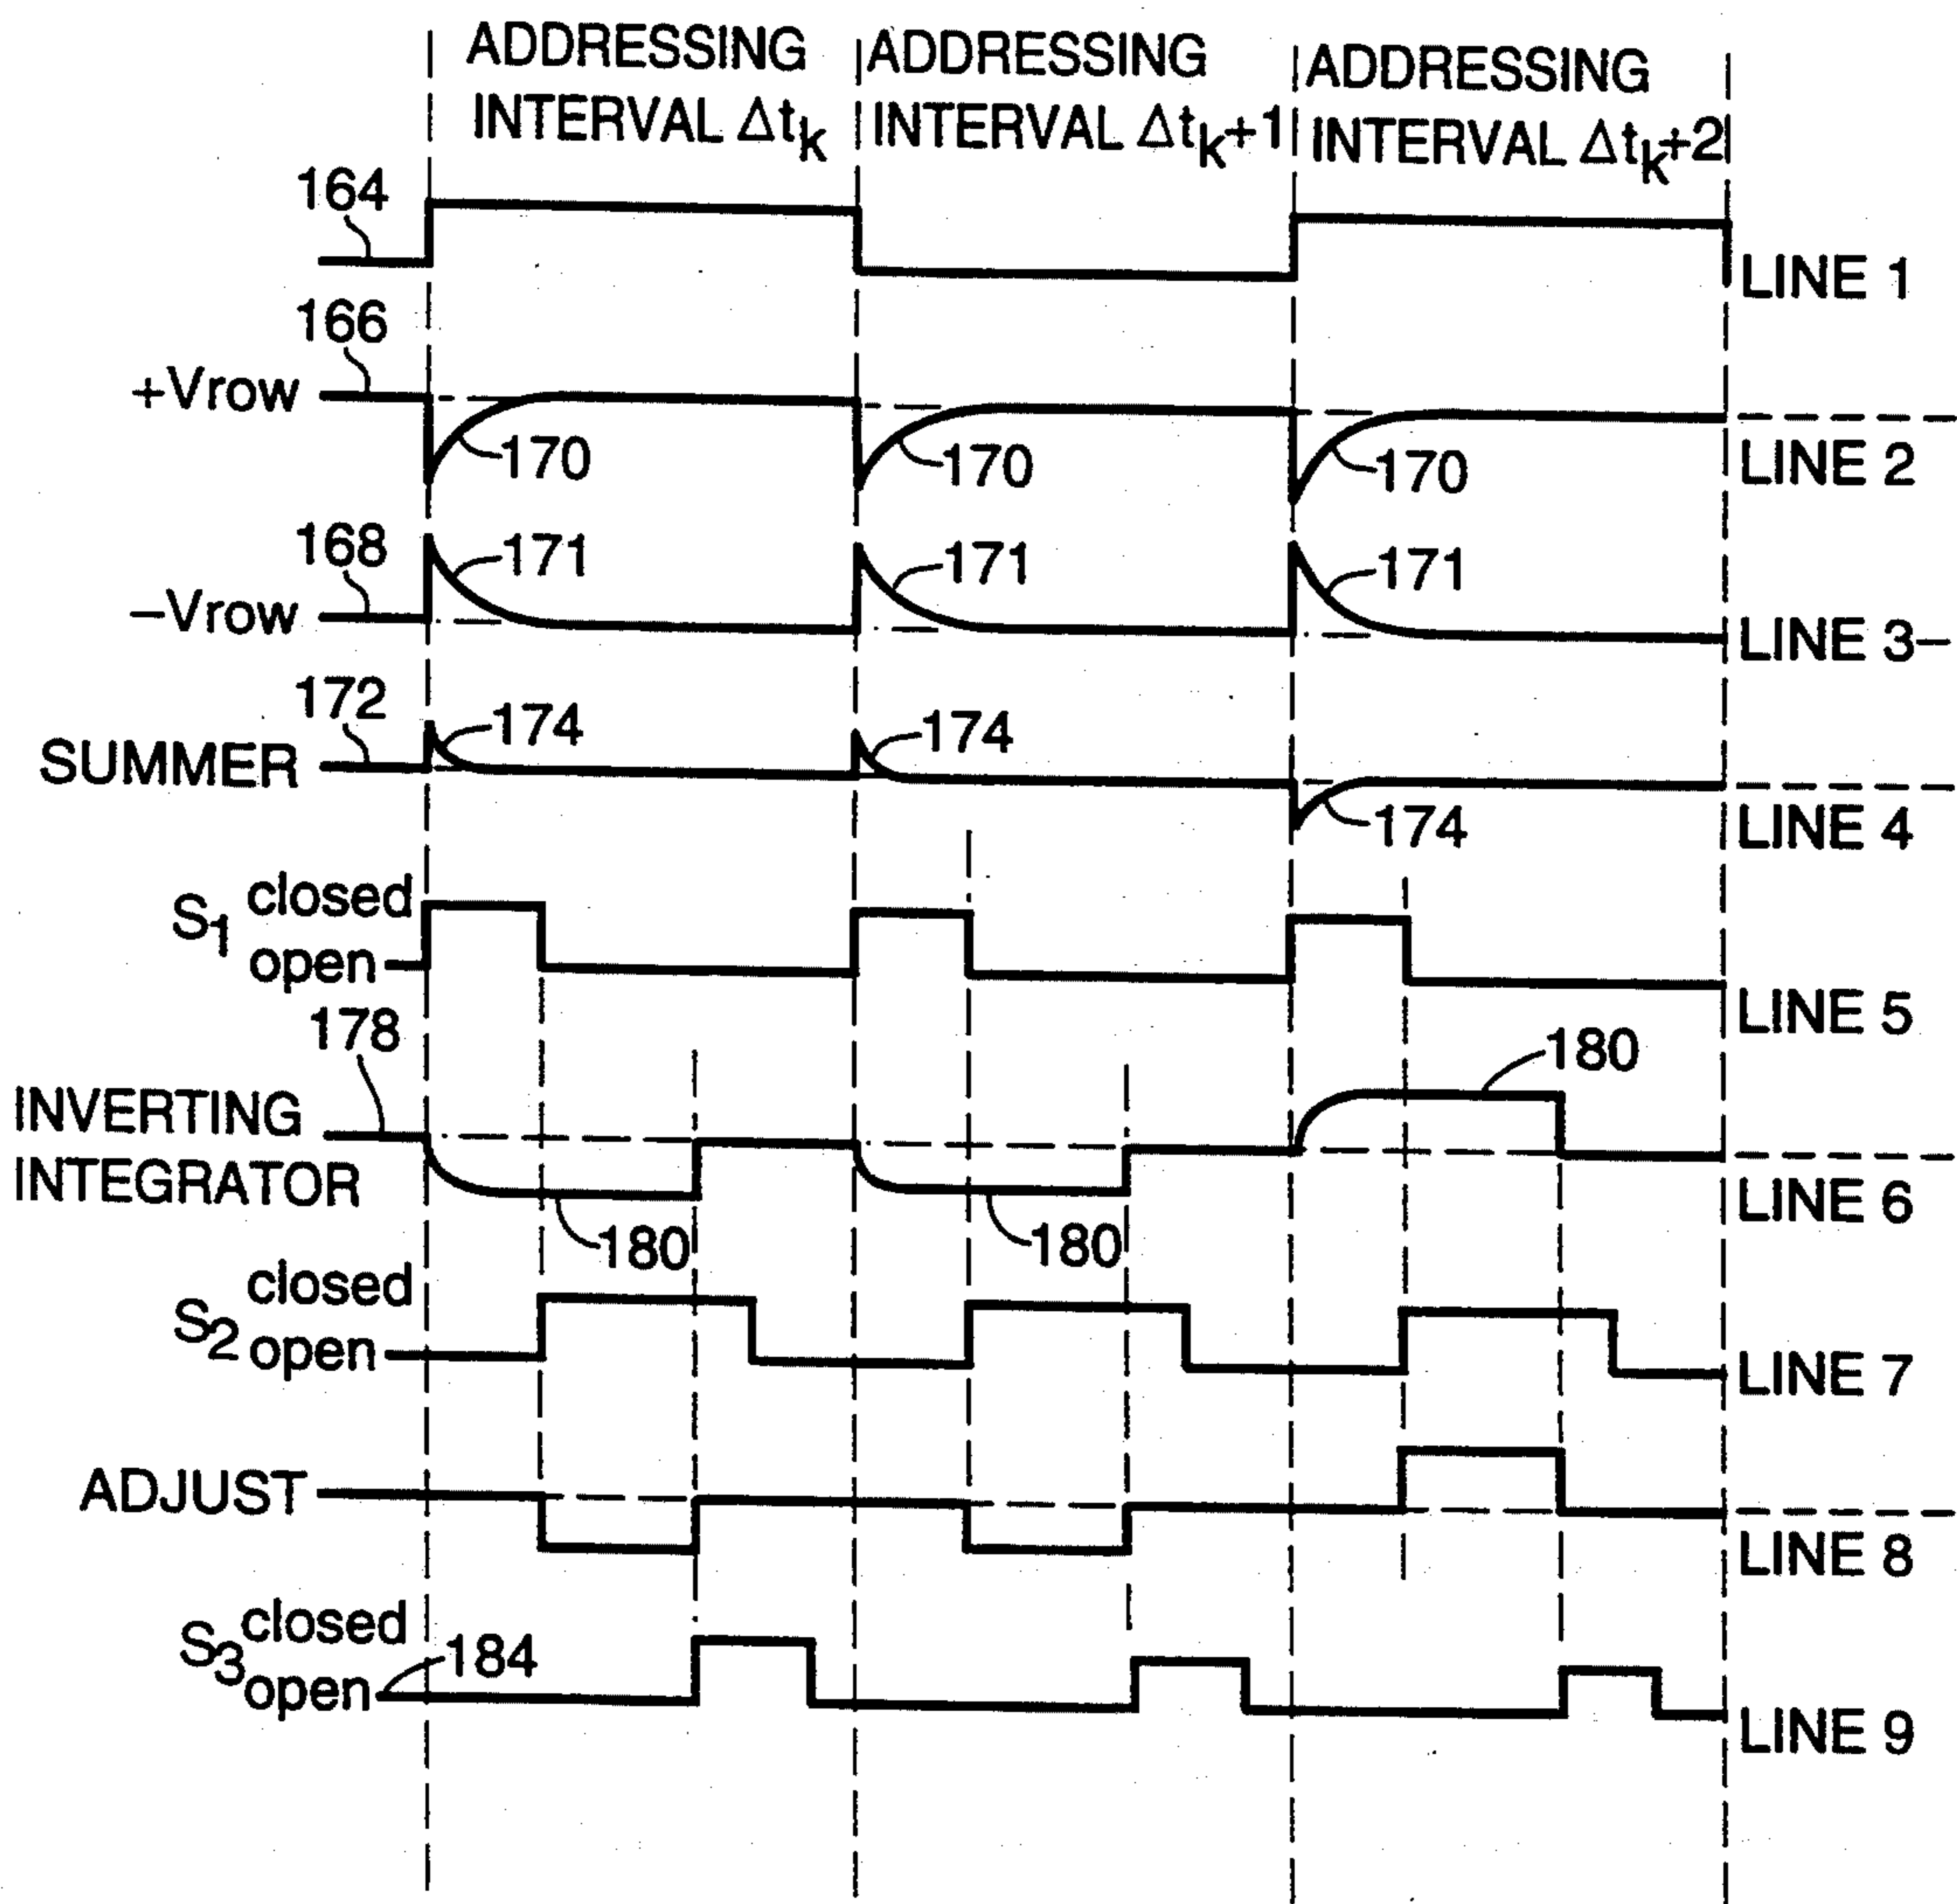 ADDRESSING INTERVAL Δtk
ADDRESSING INTERVAL Δtk+1
ADDRESSING INTERVAL Δtk+2
164
LINE 1
166
+Vrow
170
170
170
LINE 2
168
171
171
171
−Vrow
LINE 3
172
174
174
SUMMER
174
LINE 4
S1 closed
open
LINE 5
178
180
INVERTING
INTEGRATOR
180
180
LINE 6
S2 closed
open
LINE 7
ADJUST
LINE 8
S3 closed
open
184
LINE 9